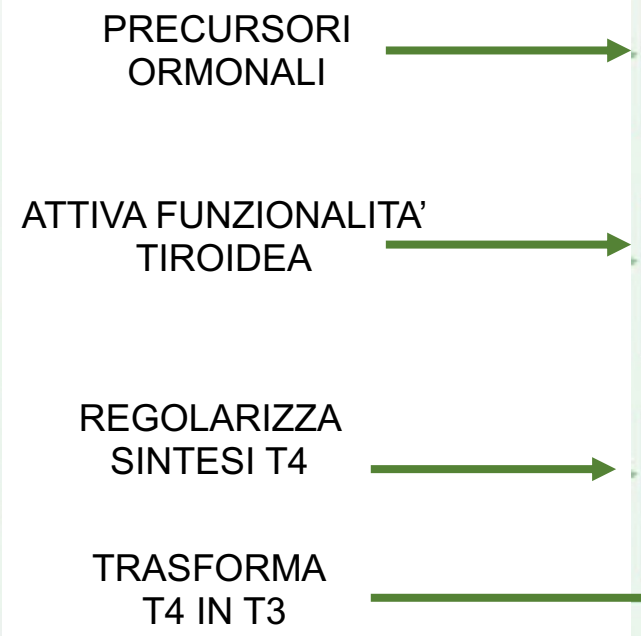 PRECURSORI
ORMONALI
ATTIVA FUNZIONALITA’
TIROIDEA
REGOLARIZZA
SINTESI T4
TRASFORMA
T4 IN T3